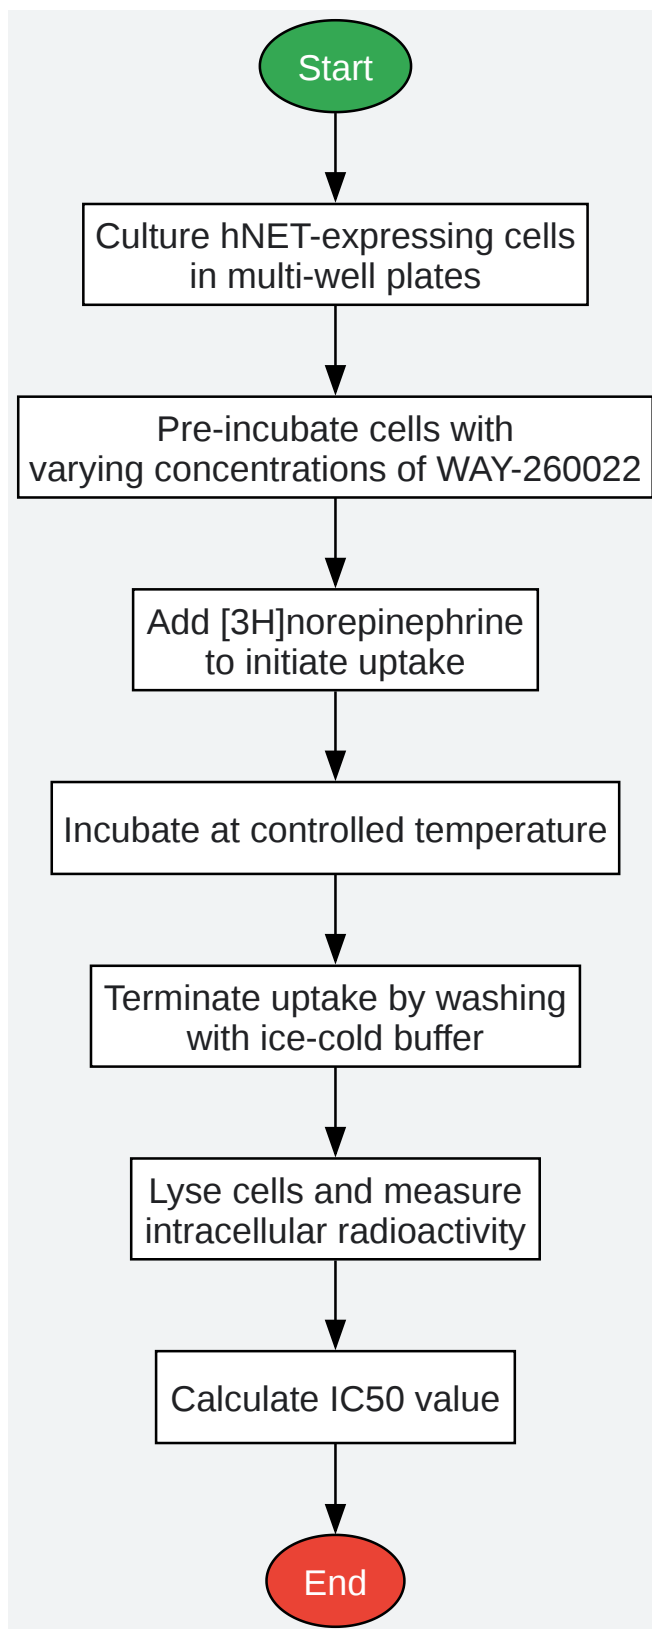 Start
Culture hNET-expressing cells
in multi-well plates
Pre-incubate cells with
varying concentrations of WAY-260022
Add [3H]norepinephrine
to initiate uptake
Incubate at controlled temperature
Terminate uptake by washing
with ice-cold buffer
Lyse cells and measure
intracellular radioactivity
Calculate IC50 value
End